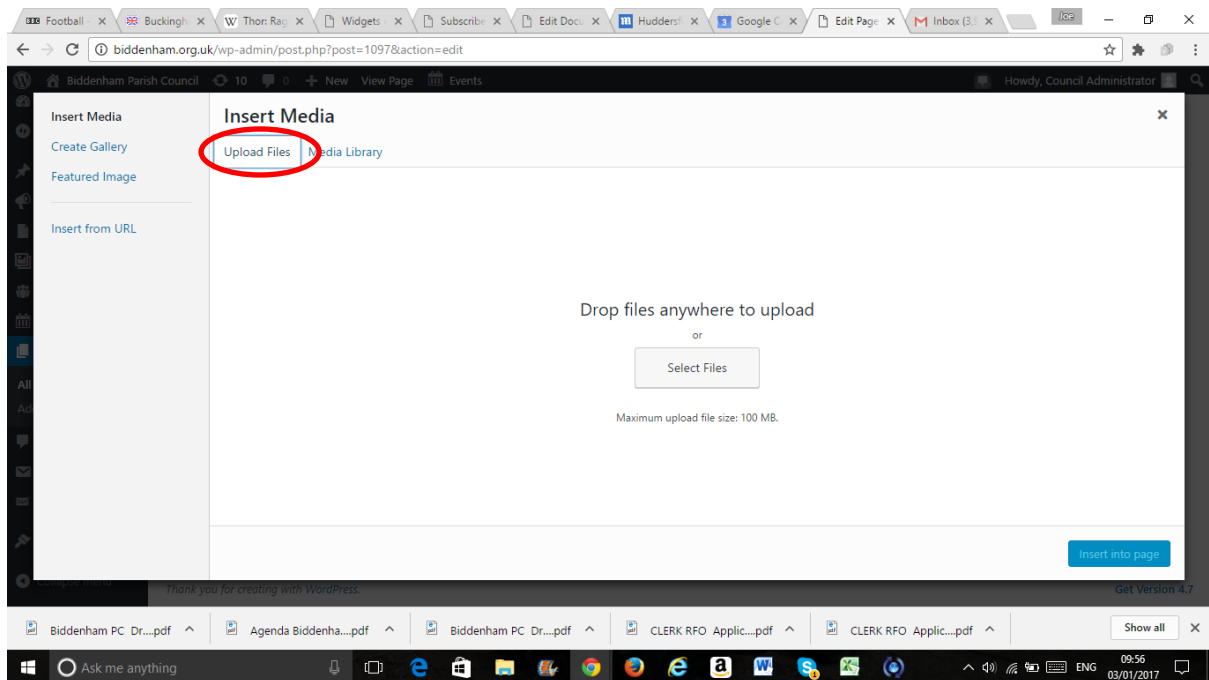 Football - Buckingh Thor: Rag Widgets - Subscribe Edit Docu Huddersf Google C Edit Page Inbox (3, Joe
biddenham.org.uk/wp-admin/post.php?post=1097&action=edit
Biddenham Parish Council 10 0 + New View Page Events Howdy, Council Administrator
Insert Media
Create Gallery
Featured Image
Insert from URL
Insert Media
Upload Files Media Library
Drop files anywhere to upload
or
Select Files
Maximum upload file size: 100 MB.
Insert into page
All
Ad
Collapse menu
Thank you for creating with WordPress. Get Version 4.7
Biddenham PC Dr....pdf Agenda Biddenha....pdf Biddenham PC Dr....pdf CLERK RFO Applic....pdf CLERK RFO Applic....pdf Show all
Ask me anything ENG 09:56
03/01/2017